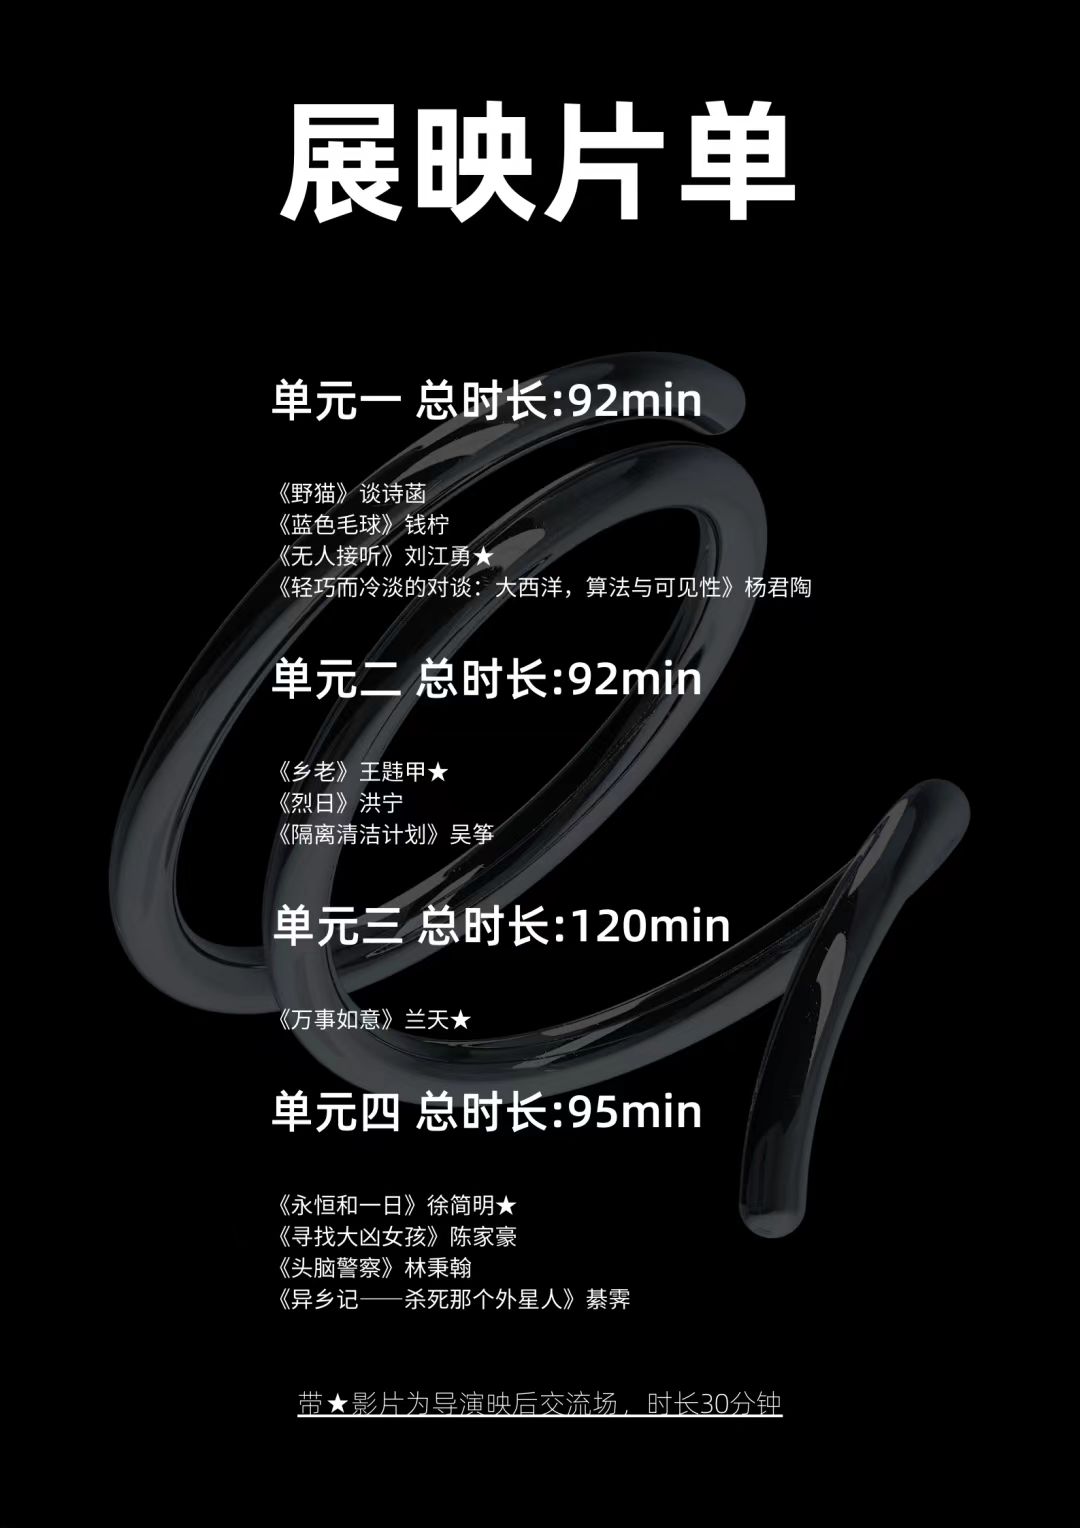 展映片单
单元一 总时长:92min
《野猫》谈诗菡
《蓝色毛球》钱柠
《无人接听》刘江勇★
《轻巧而冷淡的对谈：大西洋，算法与可见性》杨君陶
单元二 总时长:92min
《乡老》王韪甲★
《烈日》洪宁
《隔离清洁计划》吴筝
单元三 总时长:120min
《万事如意》兰天★
单元四 总时长:95min
《永恒和一日》徐简明★
《寻找大凶女孩》陈家豪
《头脑警察》林秉翰
《异乡记——杀死那个外星人》綦霁
带★影片为导演映后交流场，时长30分钟